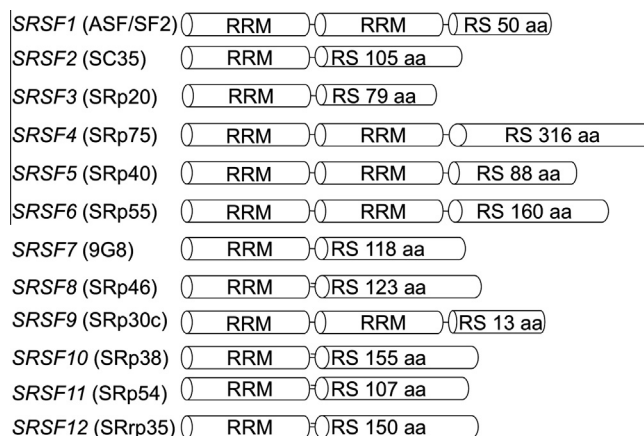 SRSF1 (ASF/SF2) RRM RRM RS 50 aa
SRSF2 (SC35) RRM RS 105 aa
SRSF3 (SRp20) RRM RS 79 aa
SRSF4 (SRp75) RRM RRM RS 316 aa
SRSF5 (SRp40) RRM RRM RS 88 aa
SRSF6 (SRp55) RRM RRM RS 160 aa
SRSF7 (9G8) RRM RS 118 aa
SRSF8 (SRp46) RRM RS 123 aa
SRSF9 (SRp30c) RRM RRM RS 13 aa
SRSF10 (SRp38) RRM RS 155 aa
SRSF11 (SRp54) RRM RS 107 aa
SRSF12 (SRrp35) RRM RS 150 aa